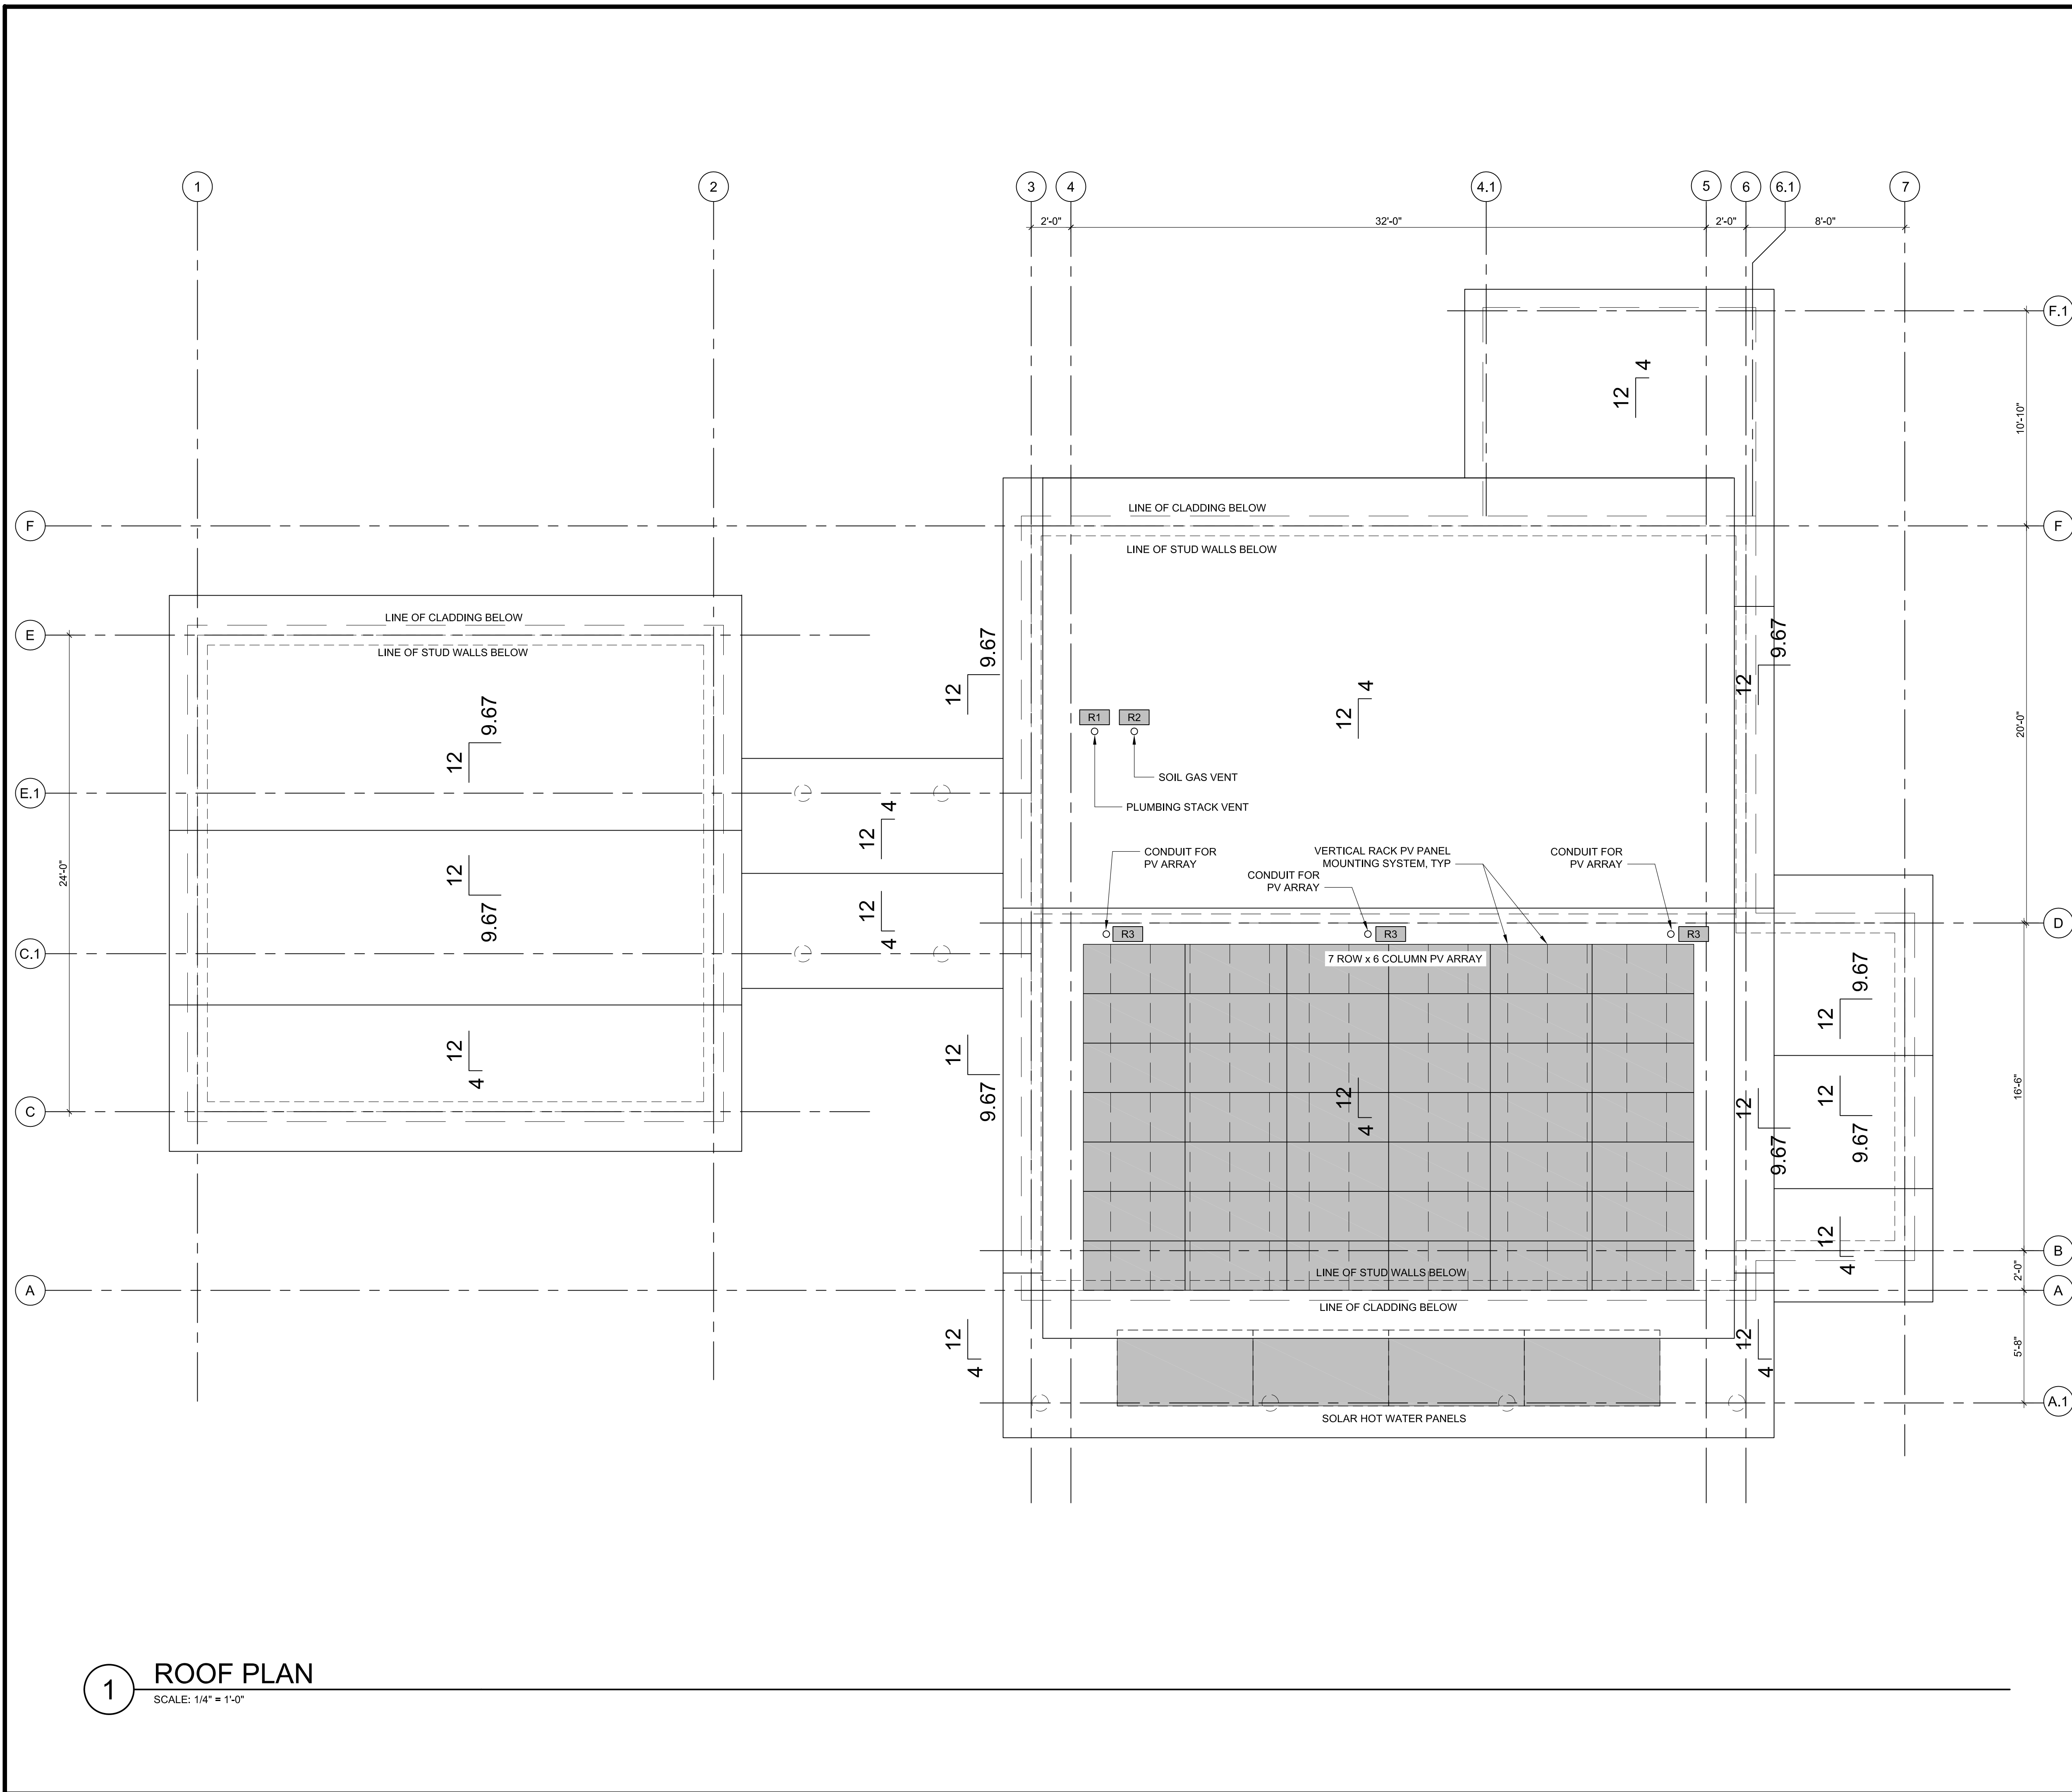 1
2
3
4
4.1
5
6
6.1
7
2'-0"
32'-0"
2'-0"
8'-0"
F.1
4
12
10'-10"
LINE OF CLADDING BELOW
F
F
LINE OF STUD WALLS BELOW
LINE OF CLADDING BELOW
E
LINE OF STUD WALLS BELOW
9.67
12
9.67
12
4
12
9.67
12
9.67
12
20'-0"
R1
R2
SOIL GAS VENT
E.1
PLUMBING STACK VENT
4
12
CONDUIT FOR
PV ARRAY
VERTICAL RACK PV PANEL
MOUNTING SYSTEM, TYP
CONDUIT FOR
PV ARRAY
CONDUIT FOR
PV ARRAY
24'-0"
12
9.67
12
4
D
R3
R3
R3
C.1
7 ROW x 6 COLUMN PV ARRAY
9.67
12
12
4
12
9.67
12
4
12
9.67
12
9.67
16'-6"
C
12
4
B
2'-0"
LINE OF STUD WALLS BELOW
A
A
LINE OF CLADDING BELOW
12
4
12
4
5'-8"
A.1
SOLAR HOT WATER PANELS
1
ROOF PLAN
SCALE: 1/4" = 1'-0"